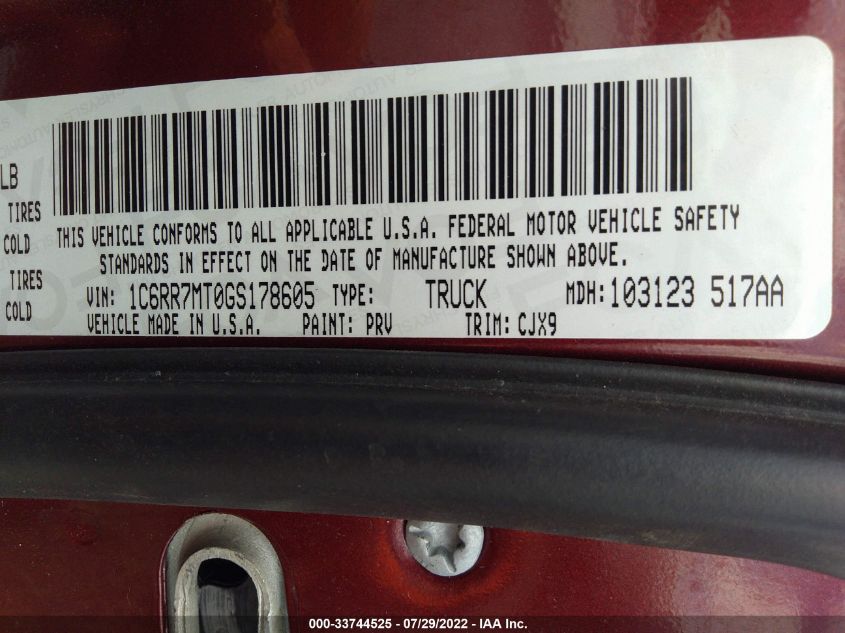 LB
TIRES
COLD
TIRES
COLD
THIS VEHICLE CONFORMS TO ALL APPLICABLE U.S.A. FEDERAL MOTOR VEHICLE SAFETY
STANDARDS IN EFFECT ON THE DATE OF MANUFACTURE SHOWN ABOVE.
VIN: 1C6RR7MT0GS178605 TYPE: TRUCK MDH: 103123 517AA
VEHICLE MADE IN U.S.A. PAINT: PRV TRIM: CJX9
000-33744525 - 07/29/2022 - IAA Inc.